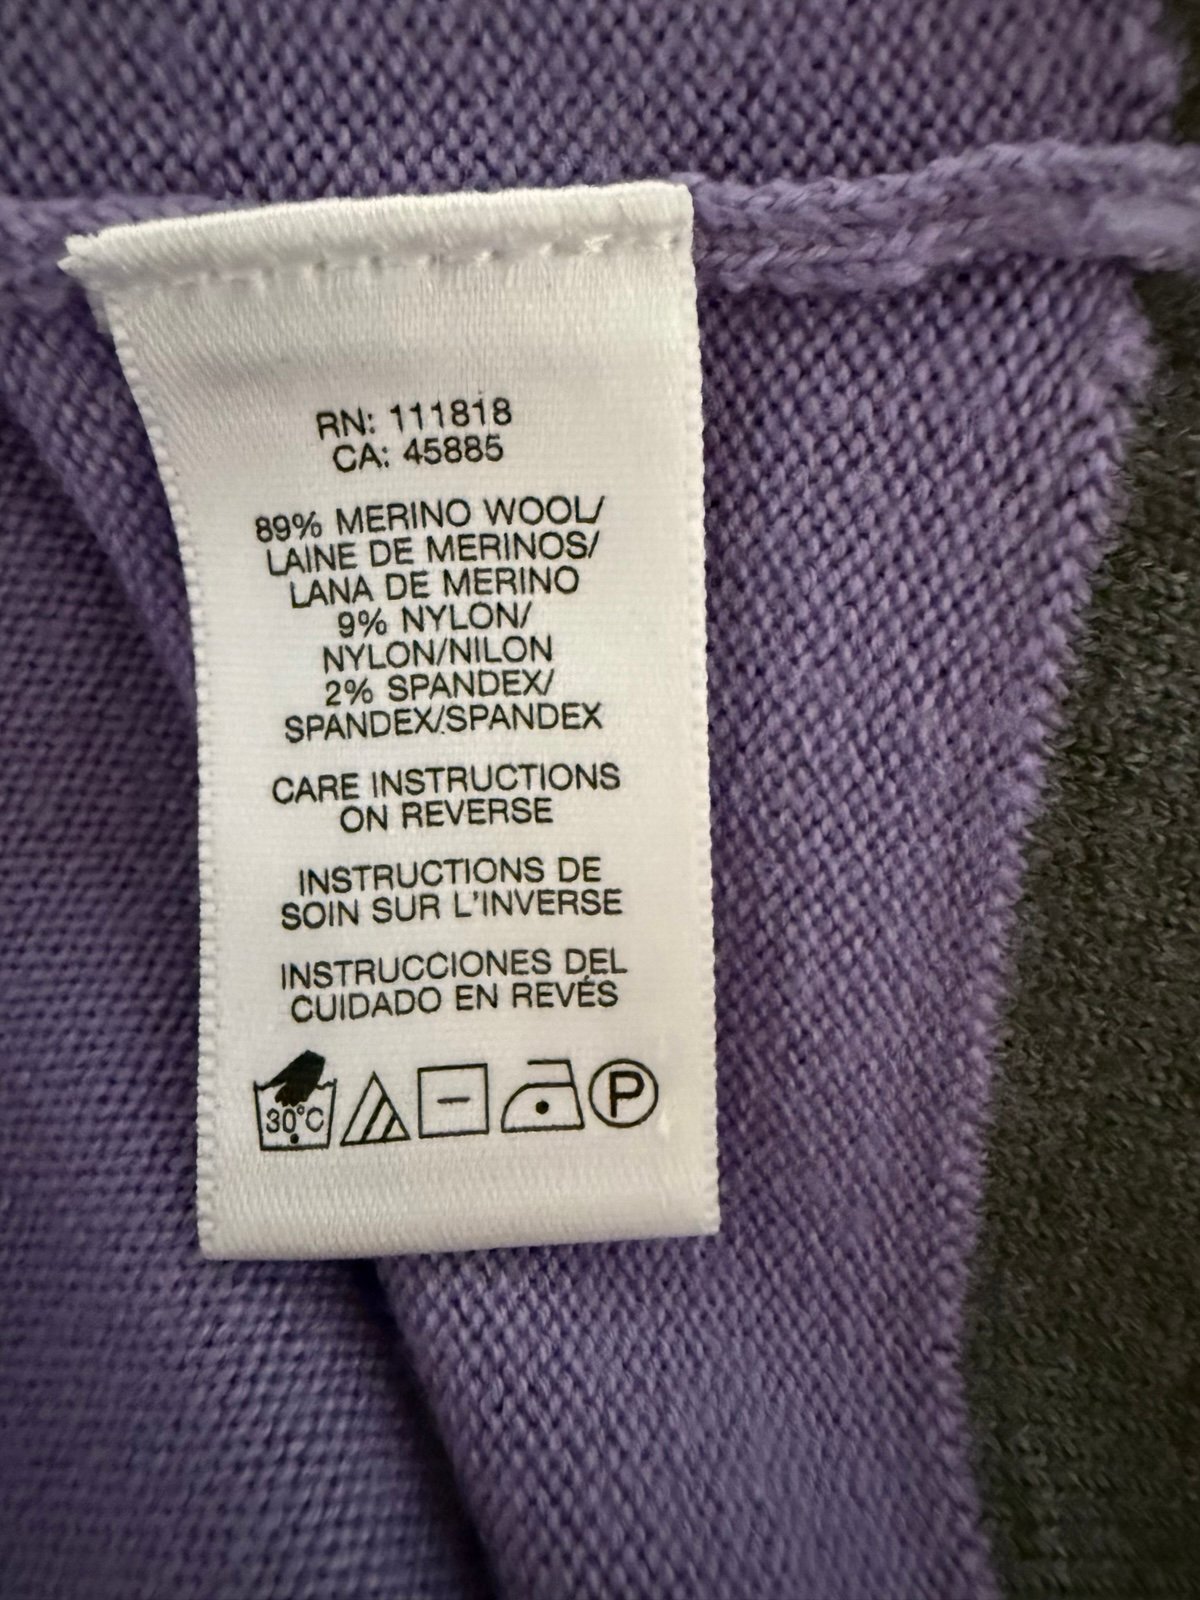 RN: 111818
CA: 45885
89% MERINO WOOL/
LAINE DE MERINOS/
LANA DE MERINO
9% NYLON/
NYLON/NILON
2% SPANDEX/
SPANDEX/SPANDEX
CARE INSTRUCTIONS
ON REVERSE
INSTRUCTIONS DE
SOIN SUR L'INVERSE
INSTRUCCIONES DEL
CUIDADO EN REVÉS
30°C P